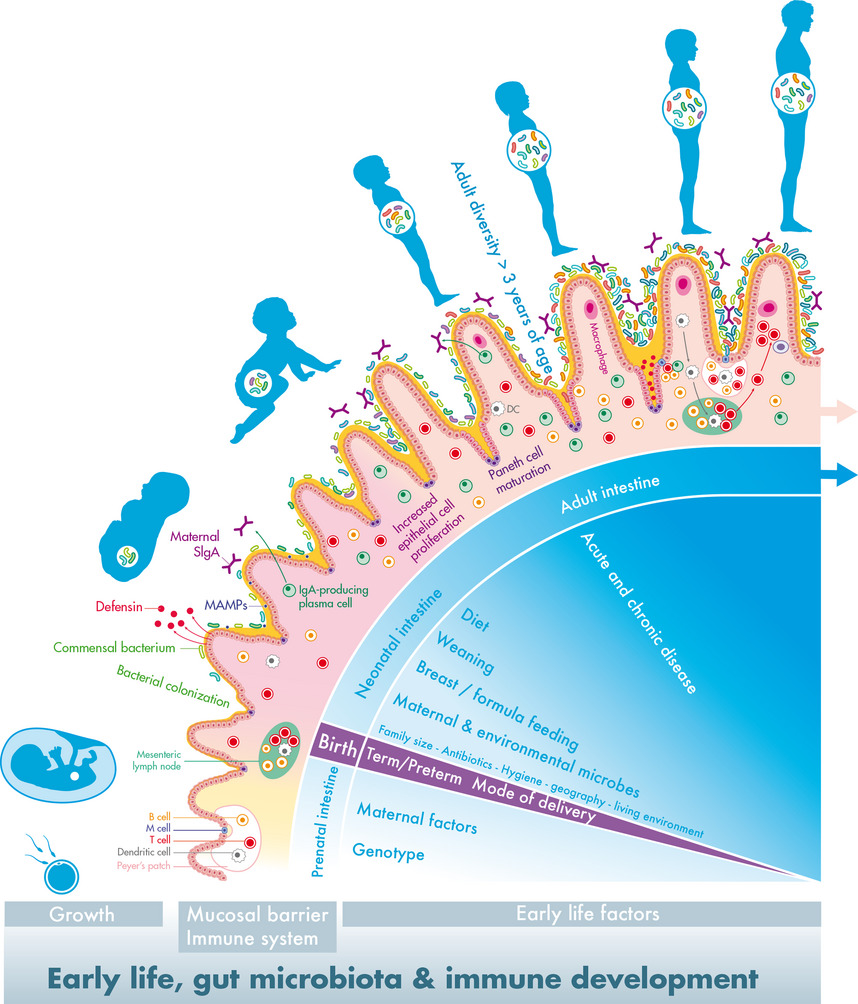 Adult diversity > 3 years of age
Macrophage
DC
Paneth cell
maturation
Increased
epithelial cell
proliferation
Maternal
SIgA
IgA-producing
plasma cell
MAMPs
Defensin
Commensal bacterium
Bacterial colonization
Mesenteric
lymph node
B cell
M cell
T cell
Dendritic cell
Peyer's patch
Adult intestine
Neonatal intestine
Prenatal intestine
Acute and chronic disease
Diet
Weaning
Breast / formula feeding
Maternal & environmental microbes
Family size - Antibiotics - Hygiene - geography - living environment
Birth
Term/Preterm Mode of delivery
Maternal factors
Genotype
Growth
Mucosal barrier
Immune system
Early life factors
Early life, gut microbiota & immune development